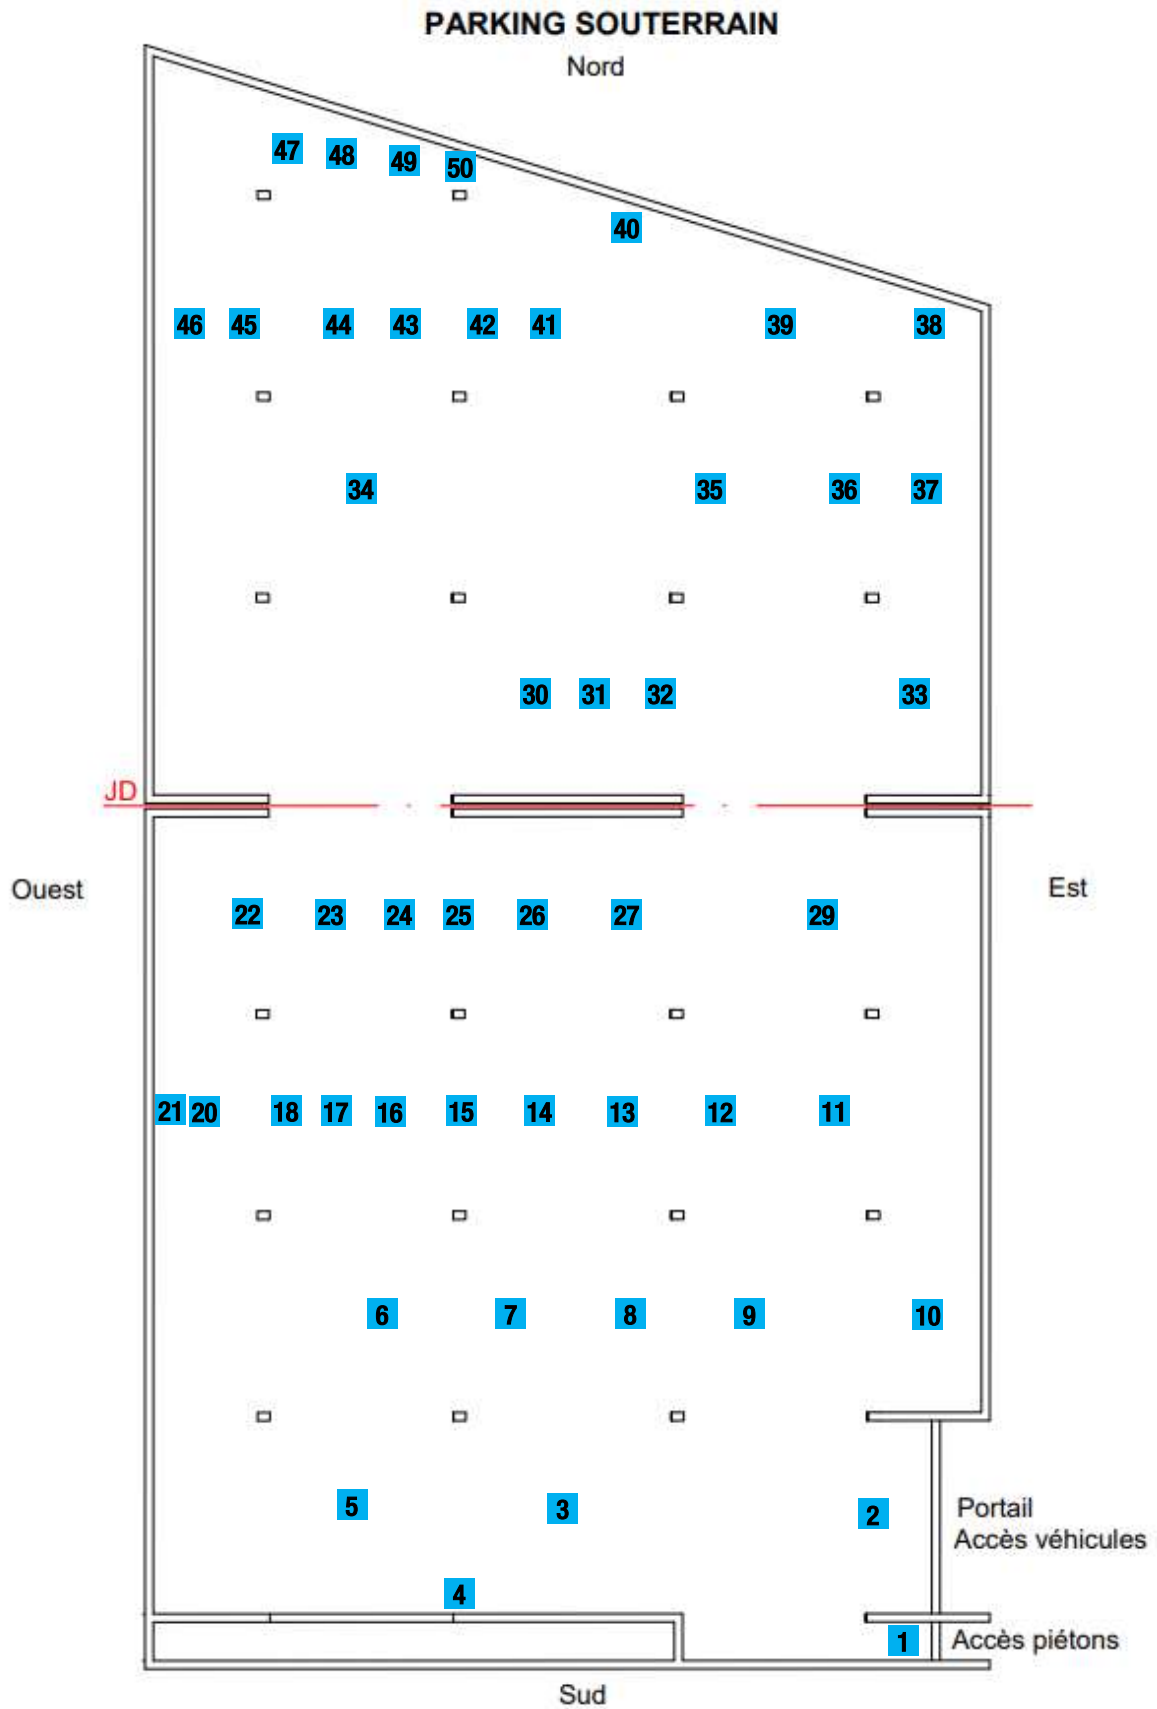 PARKING SOUTERRAIN
Nord
47 48 49 50
40
46 45 44 43 42 41 39 38
34 35 36 37
30 31 32 33
JD
Ouest
Est
22 23 24 25 26 27 29
21 20 18 17 16 15 14 13 12 11
6 7 8 9 10
5 3 2
Portail
Accès véhicules
4
1
Accès piétons
Sud